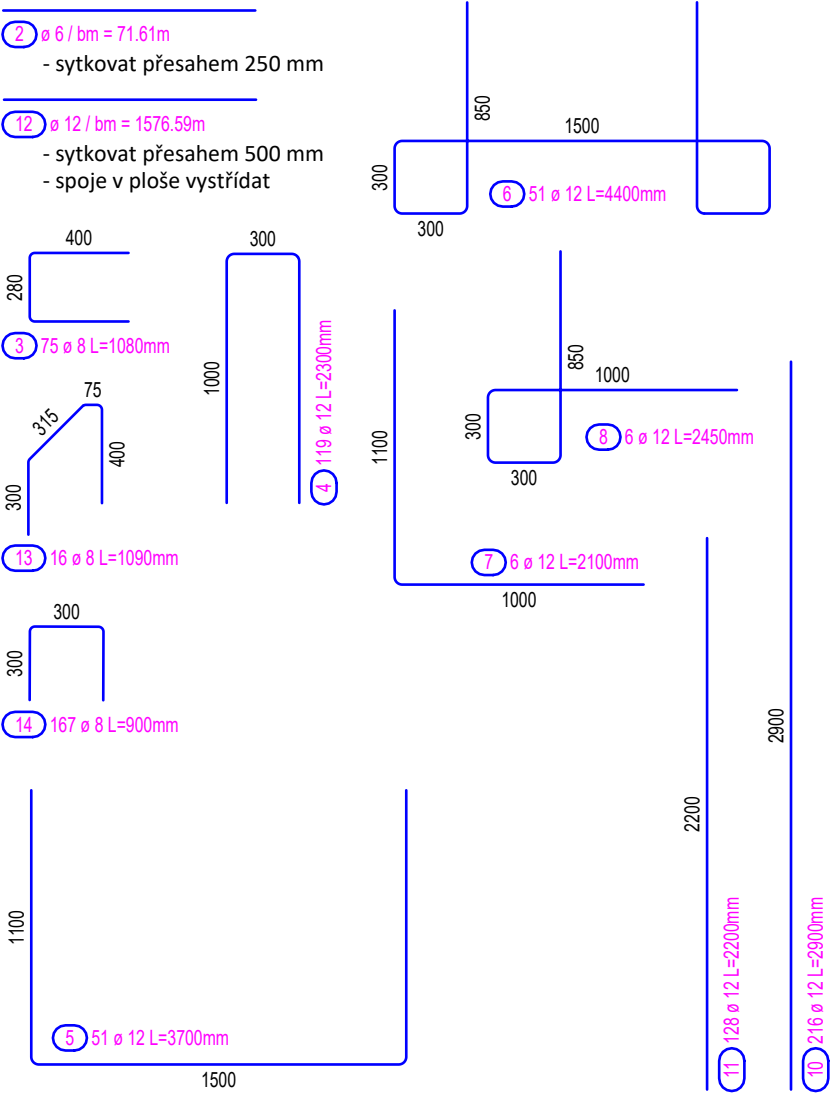 2 ø 6 / bm = 71.61m
- sytkovat přesahem 250 mm
12 ø 12 / bm = 1576.59m
- sytkovat přesahem 500 mm
- spoje v ploše vystřídat
850
1500
300
6 51 ø 12 L=4400mm
300
400
280
3 75 ø 8 L=1080mm
300
1000
4 119 ø 12 L=2300mm
75
315
400
300
13 16 ø 8 L=1090mm
850
1000
300
8 6 ø 12 L=2450mm
300
1100
7 6 ø 12 L=2100mm
1000
300
300
14 167 ø 8 L=900mm
1100
5 51 ø 12 L=3700mm
1500
2200
11 128 ø 12 L=2200mm
2900
10 216 ø 12 L=2900mm